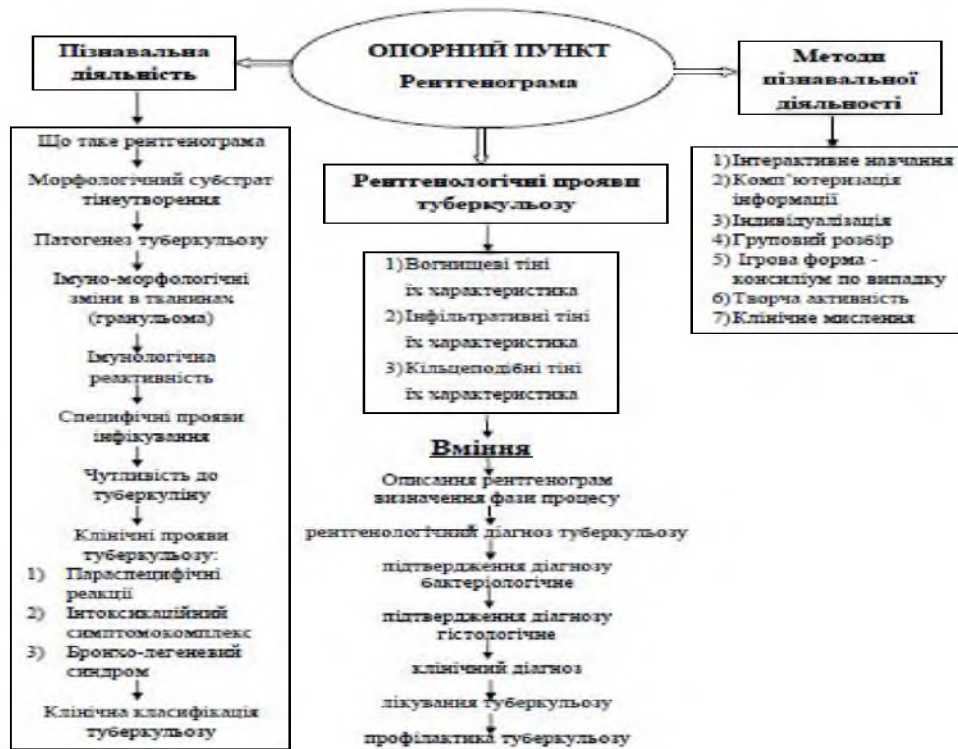 ОПОРНИЙ ПУНКТ
Рентгенограма
Пізнавальна
діяльність
Що таке рентгенограма
Морфологічний субстрат
тінеутворення
Патогенез туберкульозу
Імуно-морфологічні
зміни в тканинах
(гранульома)
Імунологічна
реактивність
Специфічні прояви
інфікування
Чутливість до
туберкуліну
Клінічні прояви
туберкульозу:
1) Параспецифічні
реакції
2) Інтоксикаційний
симптомокомплекс
3) Бронхо-легеневий
синдром
Клінічна класифікація
туберкульозу
Рентгенологічні прояви
туберкульозу
1) Вогнищеві тіні
їх характеристика
2) Інфільтративні тіні
їх характеристика
3) Кільцеподібні тіні
їх характеристика
Вміння
Описання рентгенограм
визначення фази процесу
рентгенологічний діагноз туберкульозу
підтвердження діагнозу
бактеріологічне
підтвердження діагнозу
гістологічне
клінічний діагноз
лікування туберкульозу
профілактика туберкульозу
Методи
пізнавальної
діяльності
1) Інтерактивне навчання
2) Комп'ютеризація
інформації
3) Індивідуалізація
4) Груповий розбір
5) Ігрова форма -
консиліум по випадку
6) Творча активність
7) Клінічне мислення